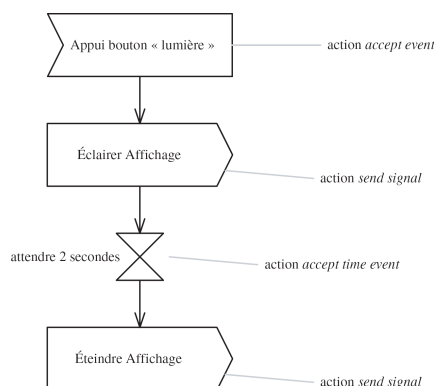 Appui bouton « lumière »
action accept event
Éclairer Affichage
action send signal
attendre 2 secondes
action accept time event
Éteindre Affichage
action send signal